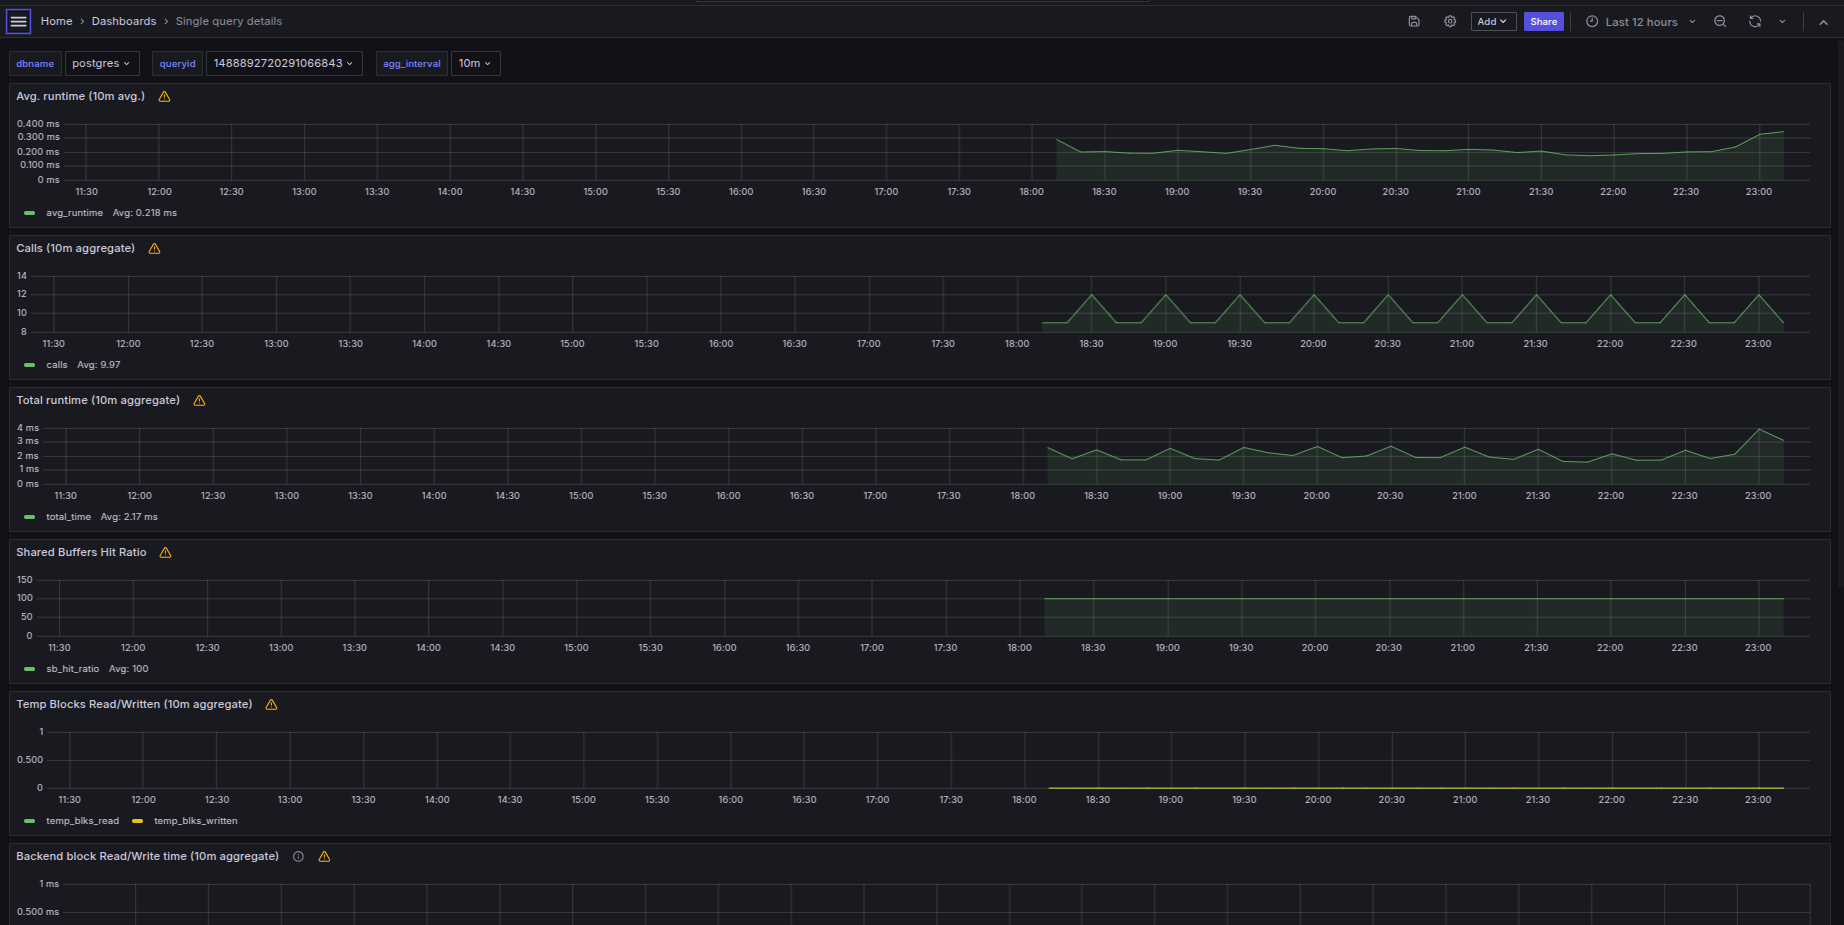 Home › Dashboards › Single query details Add Share Last 12 hours
dbname postgres queryid 1488892720291066843 agg_interval 10m
Avg. runtime (10m avg.)
0.400 ms
0.300 ms
0.200 ms
0.100 ms
0 ms
11:30 12:00 12:30 13:00 13:30 14:00 14:30 15:00 15:30 16:00 16:30 17:00 17:30 18:00 18:30 19:00 19:30 20:00 20:30 21:00 21:30 22:00 22:30 23:00
avg_runtime Avg: 0.218 ms
Calls (10m aggregate)
14
12
10
8
11:30 12:00 12:30 13:00 13:30 14:00 14:30 15:00 15:30 16:00 16:30 17:00 17:30 18:00 18:30 19:00 19:30 20:00 20:30 21:00 21:30 22:00 22:30 23:00
calls Avg: 9.97
Total runtime (10m aggregate)
4 ms
3 ms
2 ms
1 ms
0 ms
11:30 12:00 12:30 13:00 13:30 14:00 14:30 15:00 15:30 16:00 16:30 17:00 17:30 18:00 18:30 19:00 19:30 20:00 20:30 21:00 21:30 22:00 22:30 23:00
total_time Avg: 2.17 ms
Shared Buffers Hit Ratio
150
100
50
0
11:30 12:00 12:30 13:00 13:30 14:00 14:30 15:00 15:30 16:00 16:30 17:00 17:30 18:00 18:30 19:00 19:30 20:00 20:30 21:00 21:30 22:00 22:30 23:00
sb_hit_ratio Avg: 100
Temp Blocks Read/Written (10m aggregate)
1
0.500
0
11:30 12:00 12:30 13:00 13:30 14:00 14:30 15:00 15:30 16:00 16:30 17:00 17:30 18:00 18:30 19:00 19:30 20:00 20:30 21:00 21:30 22:00 22:30 23:00
temp_blks_read temp_blks_written
Backend block Read/Write time (10m aggregate)
1 ms
0.500 ms